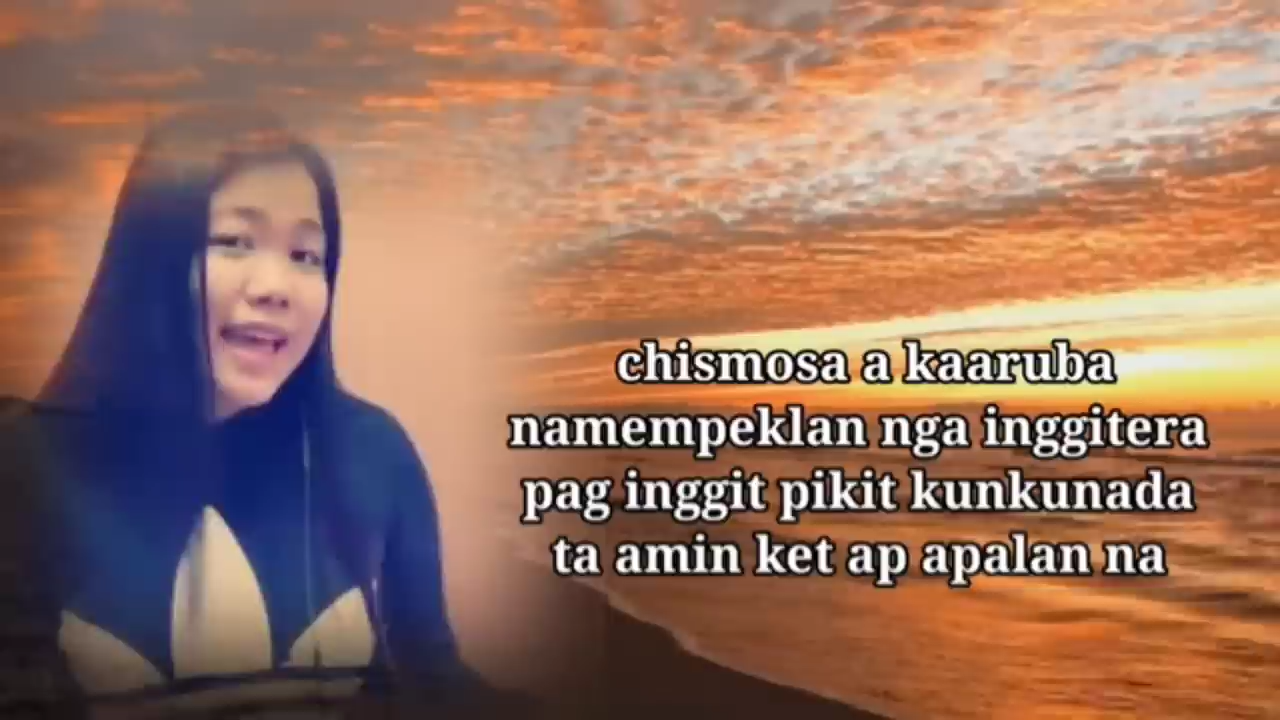 chismosa a kaaruba
namempeklan nga inggitera
pag inggit pikit kunkunada
ta amin ket ap apalan na